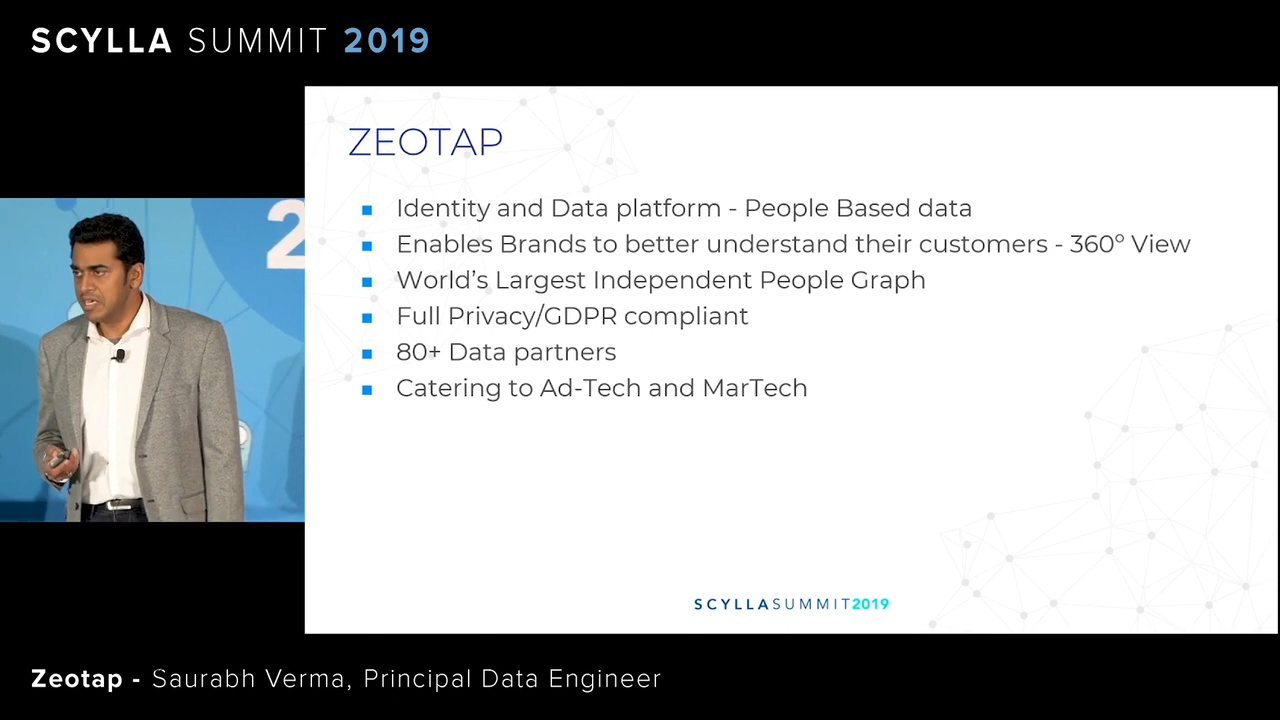 SCYLLA SUMMIT 2019
ZEOTAP
Identity and Data platform - People Based data
Enables Brands to better understand their customers - 360° View
World’s Largest Independent People Graph
Full Privacy/GDPR compliant
80+ Data partners
Catering to Ad-Tech and MarTech
2
SCYLLASUMMIT2019
Zeotap - Saurabh Verma, Principal Data Engineer